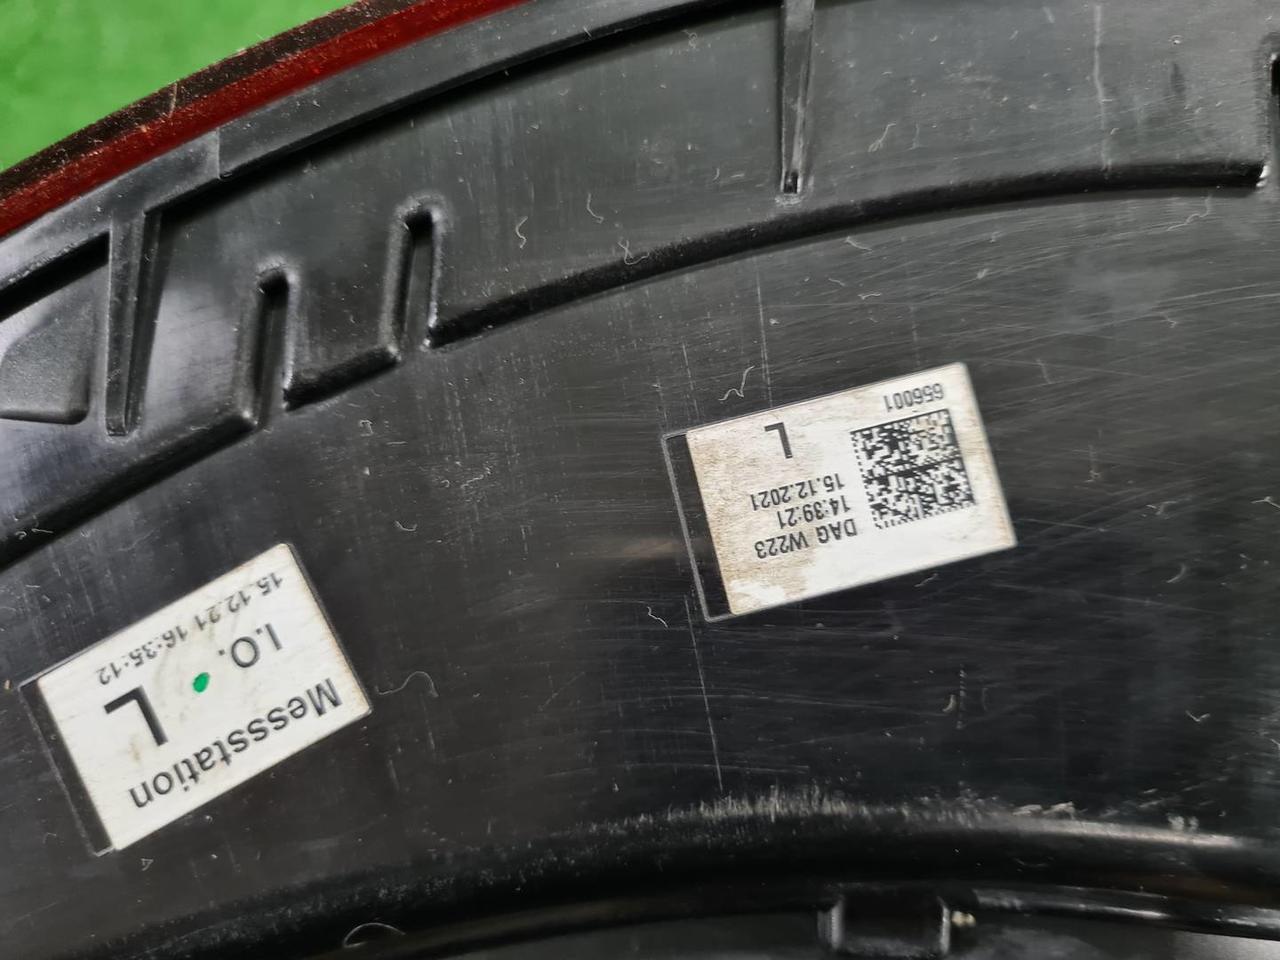 Messstation
I.O.
L
15.12.21 16:35:12
DAG W223
14:39:21
15.12.2021
L
656001